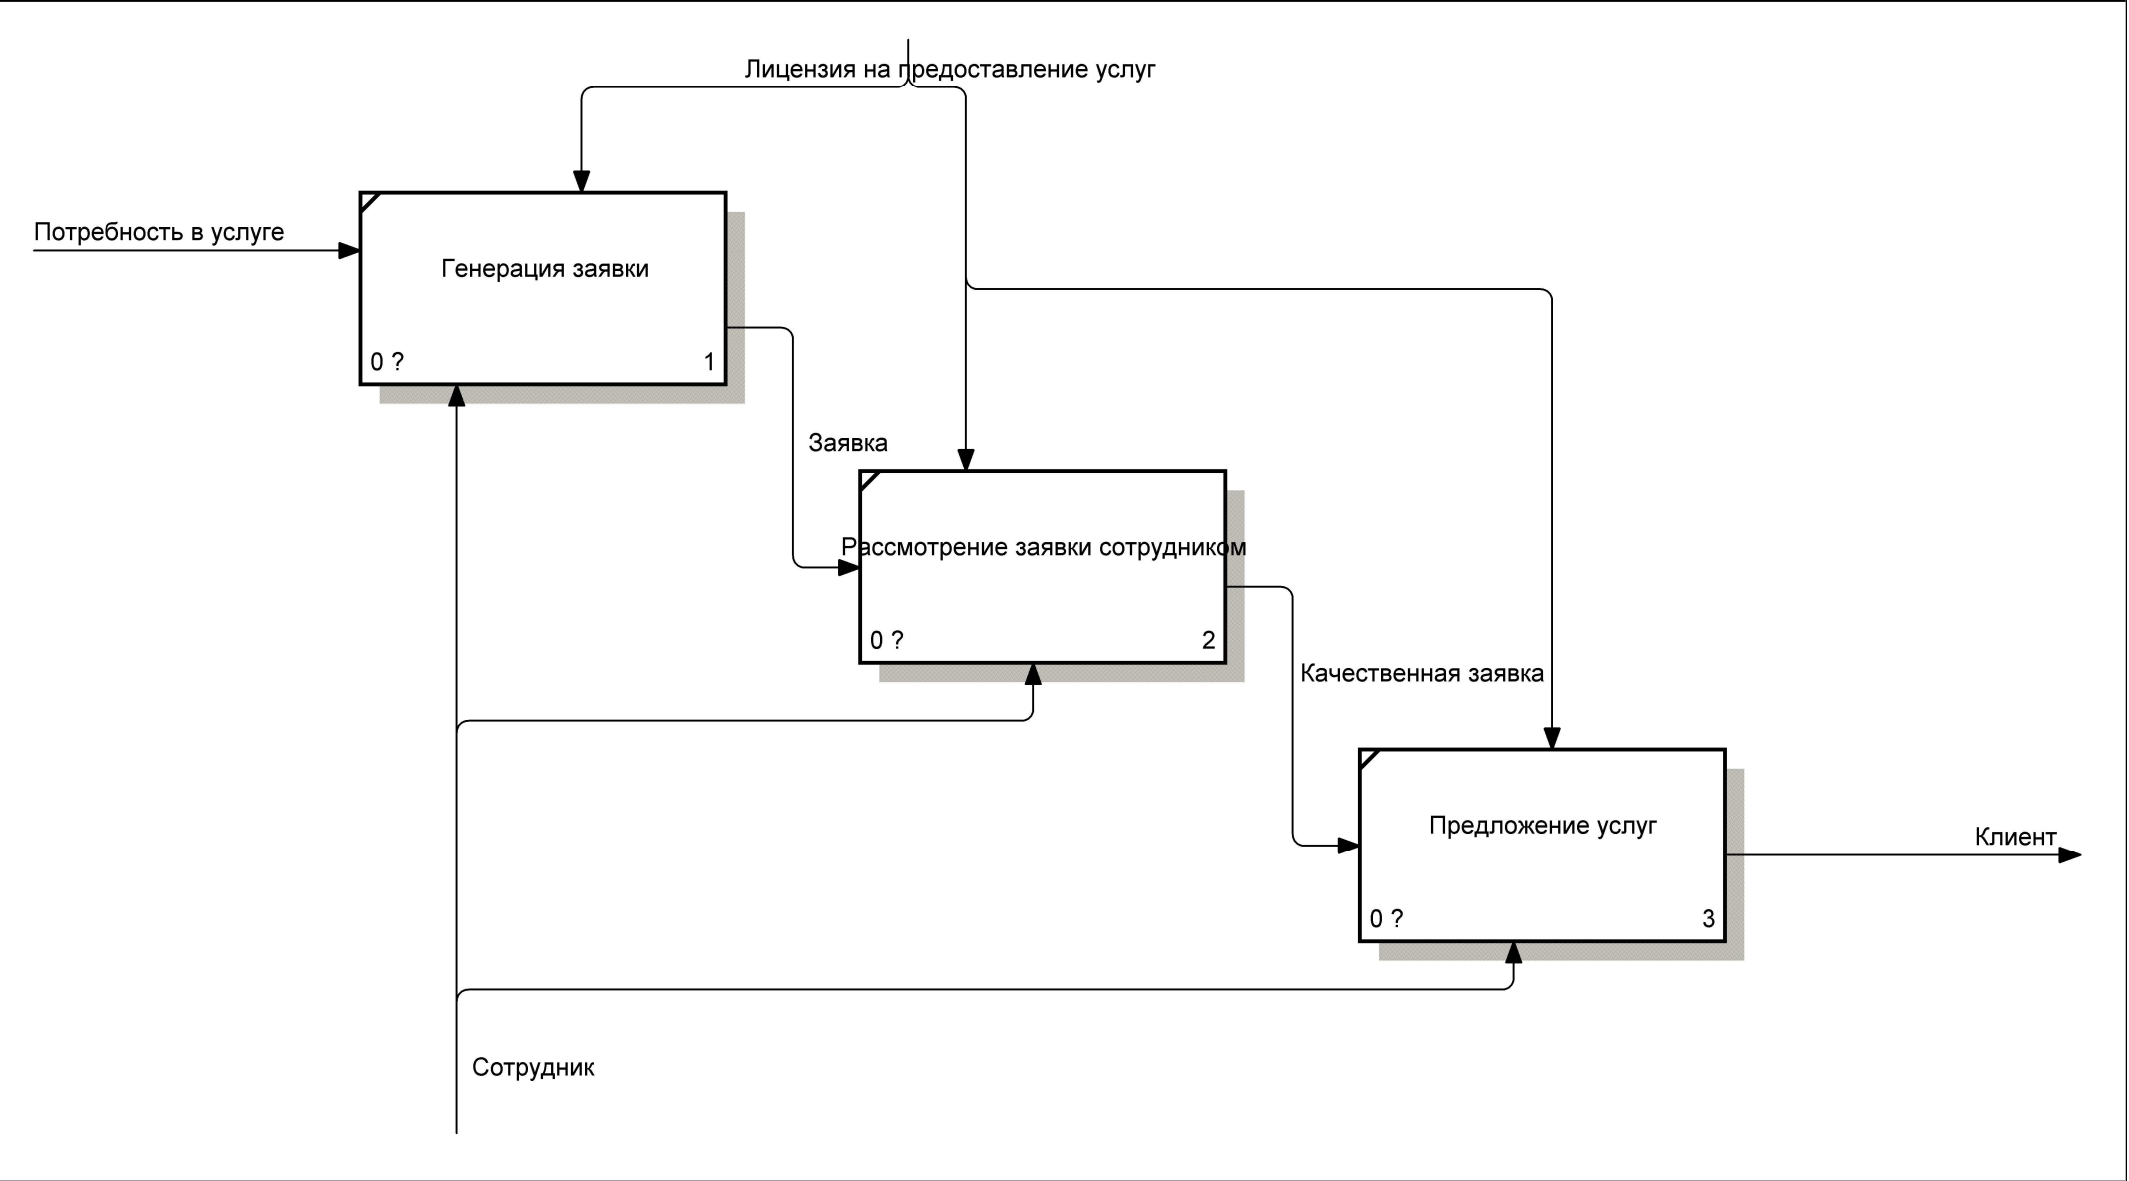 Лицензия на предоставление услуг
Потребность в услуге
Генерация заявки
0 ?
1
Заявка
Рассмотрение заявки сотрудником
0 ?
2
Качественная заявка
Предложение услуг
0 ?
3
Клиент
Сотрудник